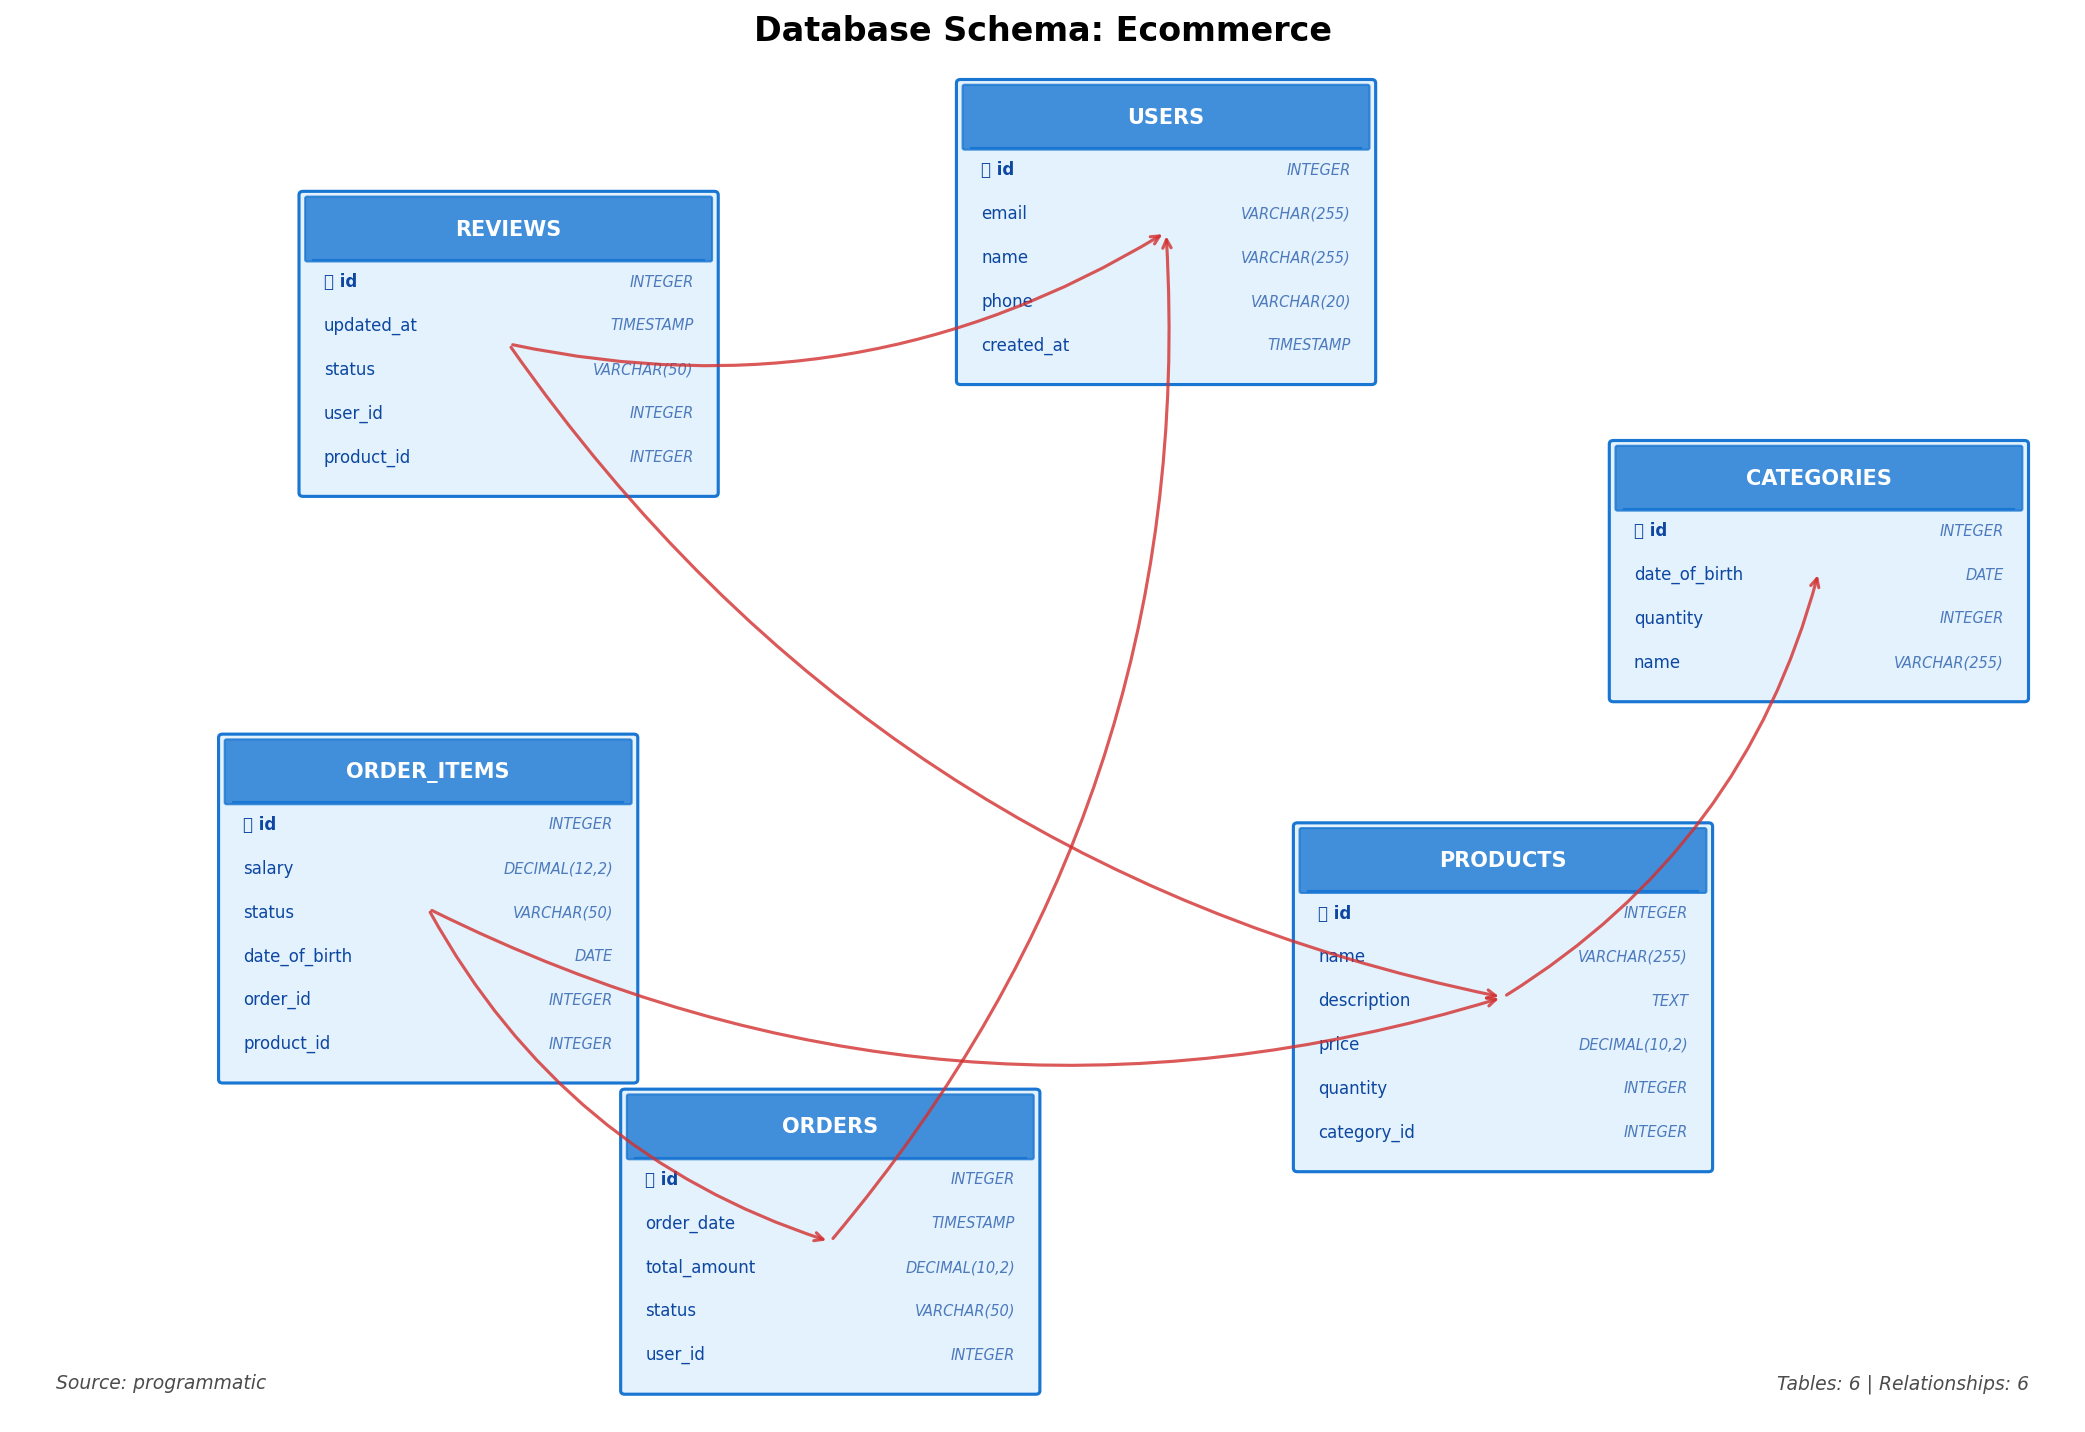 Database Schema: Ecommerce
USERS
id INTEGER
email VARCHAR(255)
name VARCHAR(255)
phone VARCHAR(20)
created_at TIMESTAMP
REVIEWS
id INTEGER
updated_at TIMESTAMP
status VARCHAR(50)
user_id INTEGER
product_id INTEGER
CATEGORIES
id INTEGER
date_of_birth DATE
quantity INTEGER
name VARCHAR(255)
ORDER_ITEMS
id INTEGER
salary DECIMAL(12,2)
status VARCHAR(50)
date_of_birth DATE
order_id INTEGER
product_id INTEGER
PRODUCTS
id INTEGER
name VARCHAR(255)
description TEXT
price DECIMAL(10,2)
quantity INTEGER
category_id INTEGER
ORDERS
id INTEGER
order_date TIMESTAMP
total_amount DECIMAL(10,2)
status VARCHAR(50)
user_id INTEGER
Source: programmatic
Tables: 6 | Relationships: 6